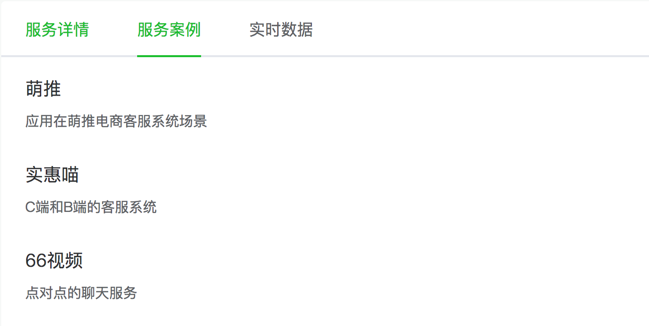 服务详情 服务案例 实时数据
萌推
应用在萌推电商客服系统场景
实惠喵
C端和B端的客服系统
66视频
点对点的聊天服务